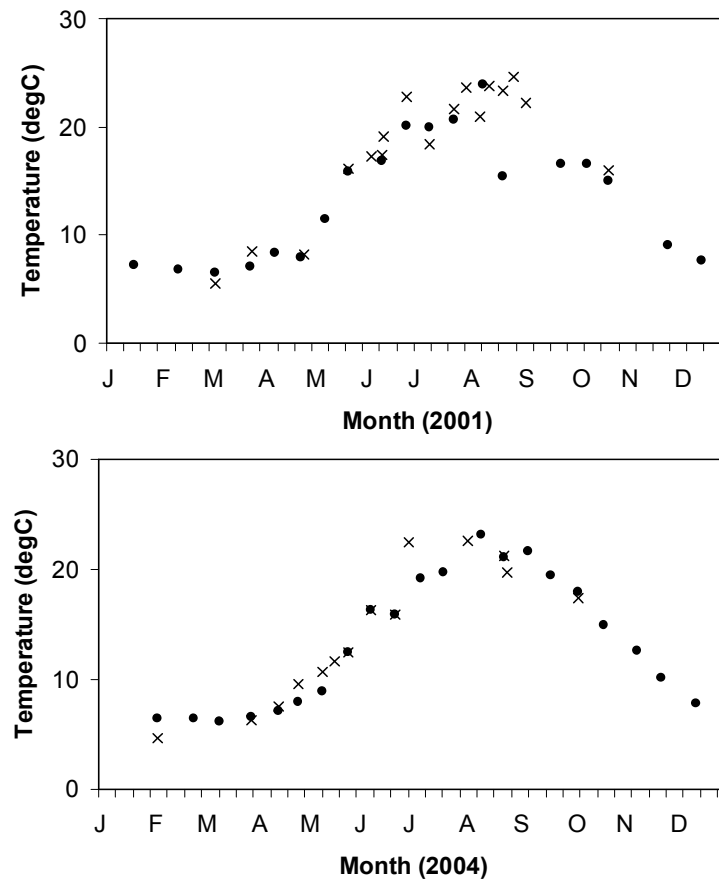 30
20
10
0
Temperature (degC)
J F M A M J J A S O N D
Month (2001)
30
20
10
0
Temperature (degC)
J F M A M J J A S O N D
Month (2004)